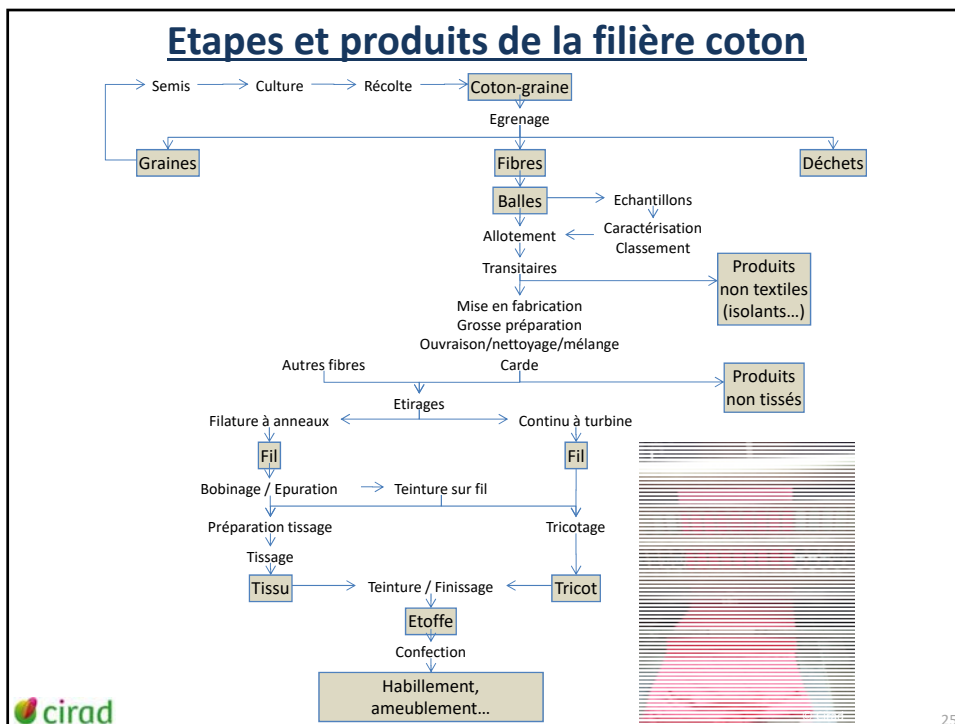 Etapes et produits de la filière coton
Semis
Culture
Récolte
Coton-graine
Egrenage
Graines
Fibres
Déchets
Balles
Echantillons
Allotement
Caractérisation
Classement
Transitaires
Produits
non textiles
(isolants…)
Mise en fabrication
Grosse préparation
Ouvraison/nettoyage/mélange
Autres fibres
Carde
Produits
non tissés
Etirages
Filature à anneaux
Continu à turbine
Fil
Fil
Bobinage / Epuration
Teinture sur fil
Préparation tissage
Tricotage
Tissage
Tissu
Teinture / Finissage
Tricot
Etoffe
Confection
Habillement,
ameublement…
cirad
25